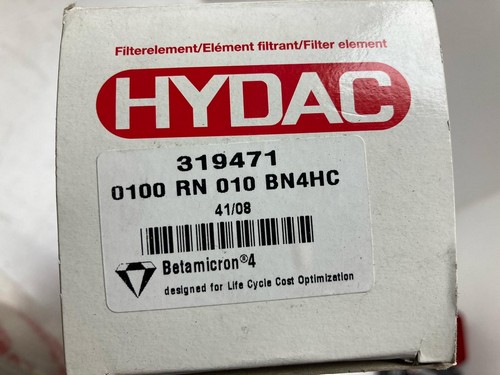 Filterelement/Elément filtrant/Filter element
HYDAC
319471
0100 RN 010 BN4HC
41/08
Betamicron®4
designed for Life Cycle Cost Optimization